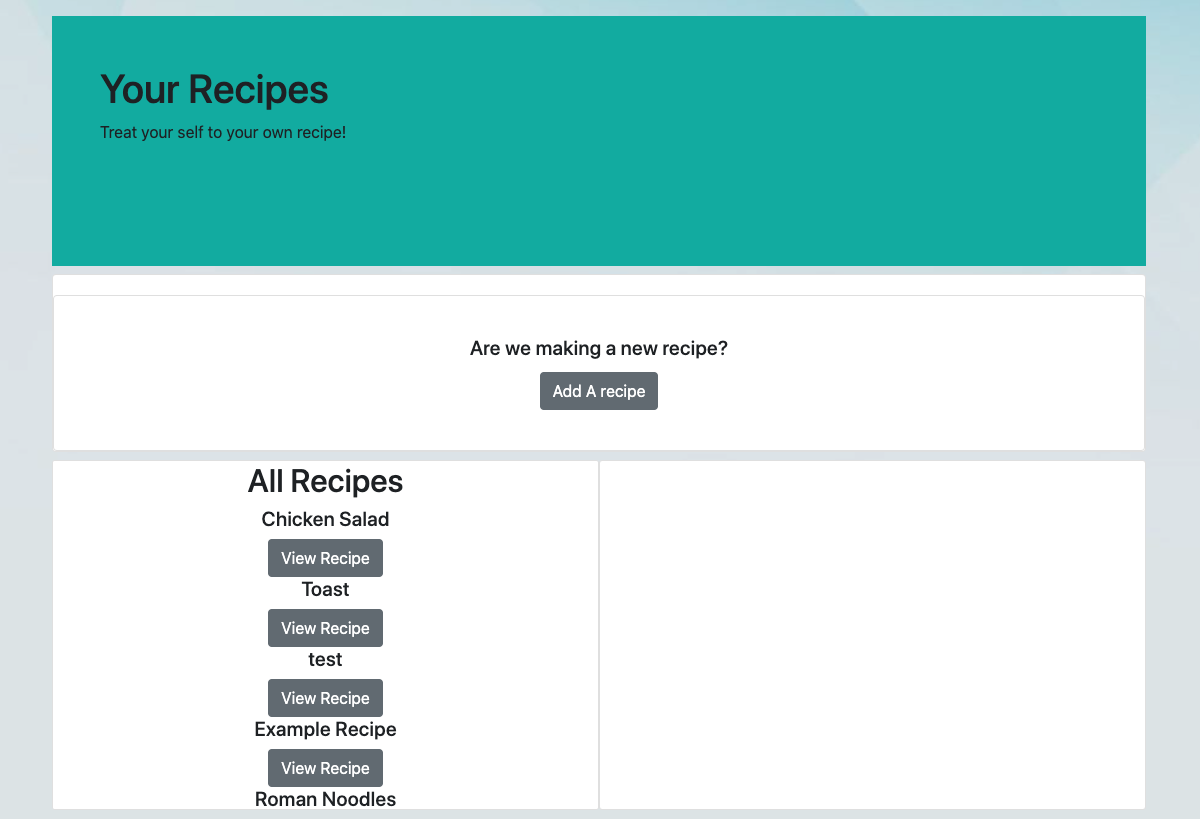 Your Recipes
Treat your self to your own recipe!
Are we making a new recipe?
Add A recipe
All Recipes
Chicken Salad
View Recipe
Toast
View Recipe
test
View Recipe
Example Recipe
View Recipe
Roman Noodles